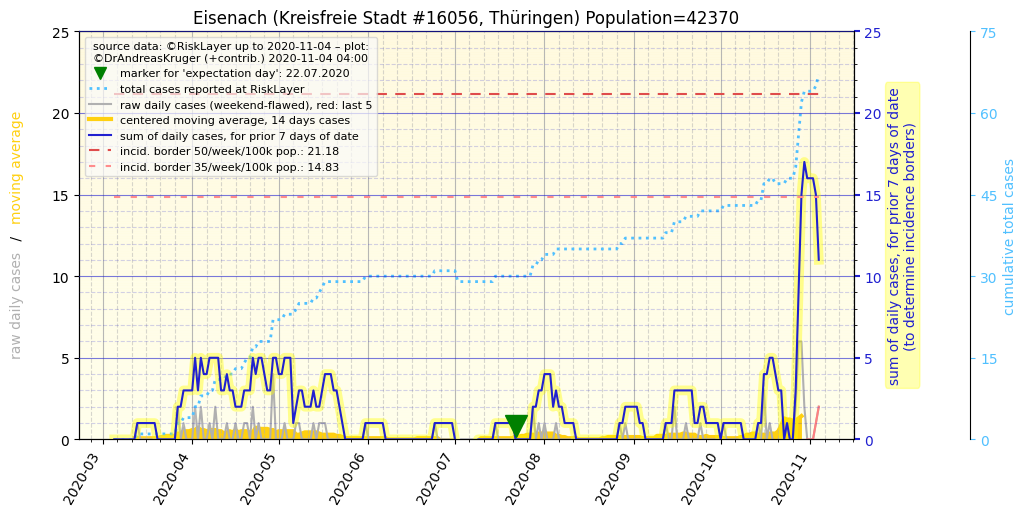 Eisenach (Kreisfreie Stadt #16056, Thüringen) Population=42370
source data: ©RiskLayer up to 2020-11-04 – plot:
©DrAndreasKruger (+contrib.) 2020-11-04 04:00
marker for 'expectation day': 22.07.2020
total cases reported at RiskLayer
raw daily cases (weekend-flawed), red: last 5
centered moving average, 14 days cases
sum of daily cases, for prior 7 days of date
incid. border 50/week/100k pop.: 21.18
incid. border 35/week/100k pop.: 14.83
raw daily cases / moving average
25
20
15
10
5
0
2020-03
2020-04
2020-05
2020-06
2020-07
2020-08
2020-09
2020-10
2020-11
25
20
15
10
5
0
sum of daily cases, for prior 7 days of date
(to determine incidence borders)
75
60
45
30
15
0
cumulative total cases